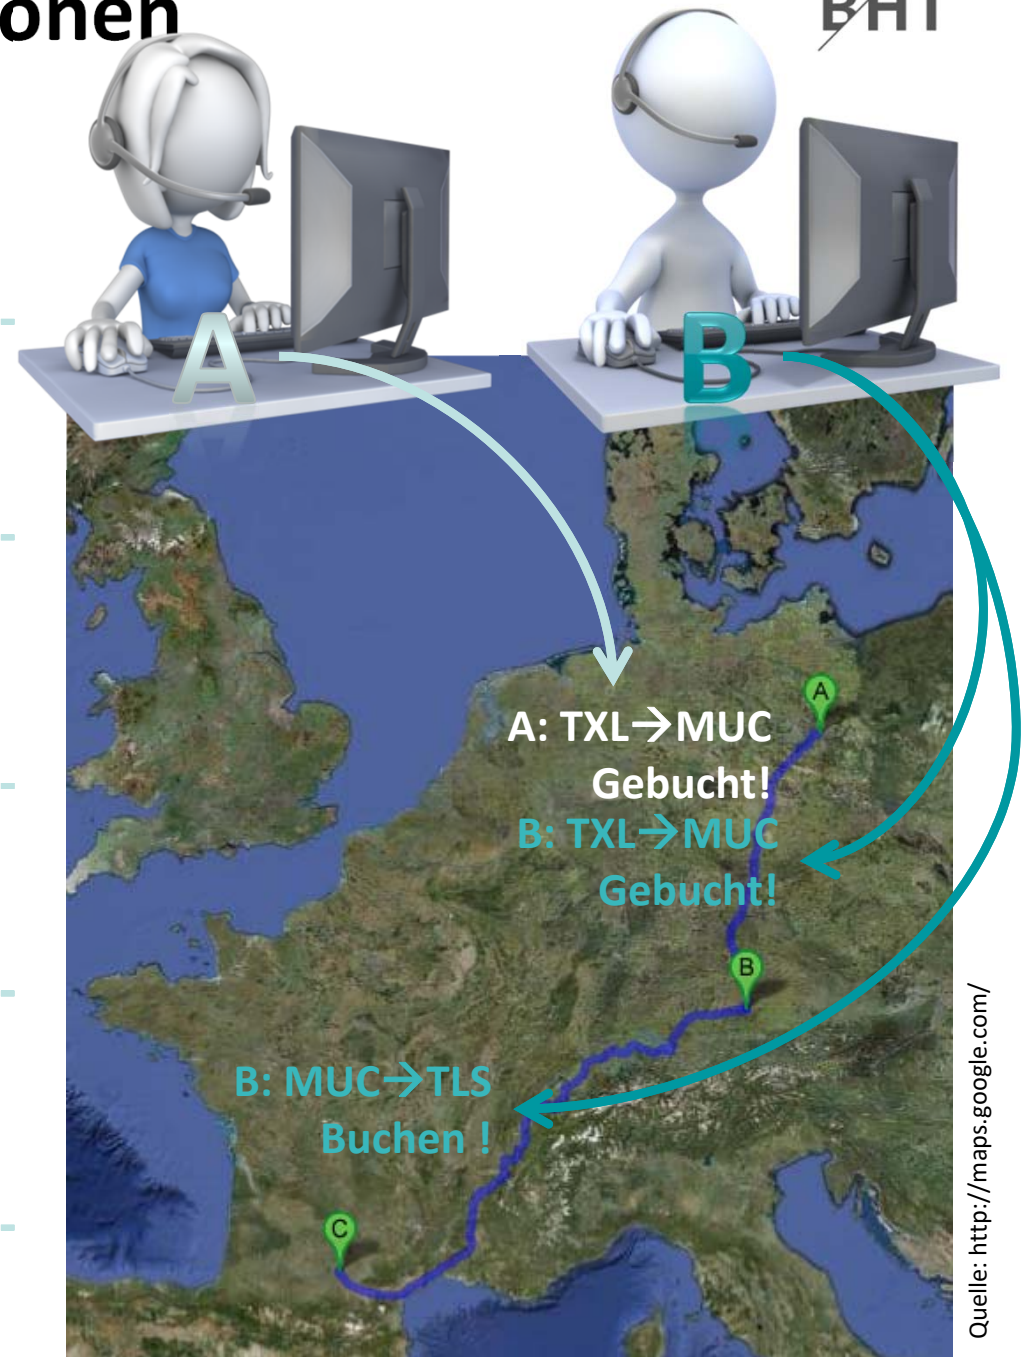 onen
BHT
A
B
A
A: TXL→MUC
Gebucht!
B: TXL→MUC
Gebucht!
B
B: MUC→TLS
Buchen !
C
Quelle: http://maps.google.com/